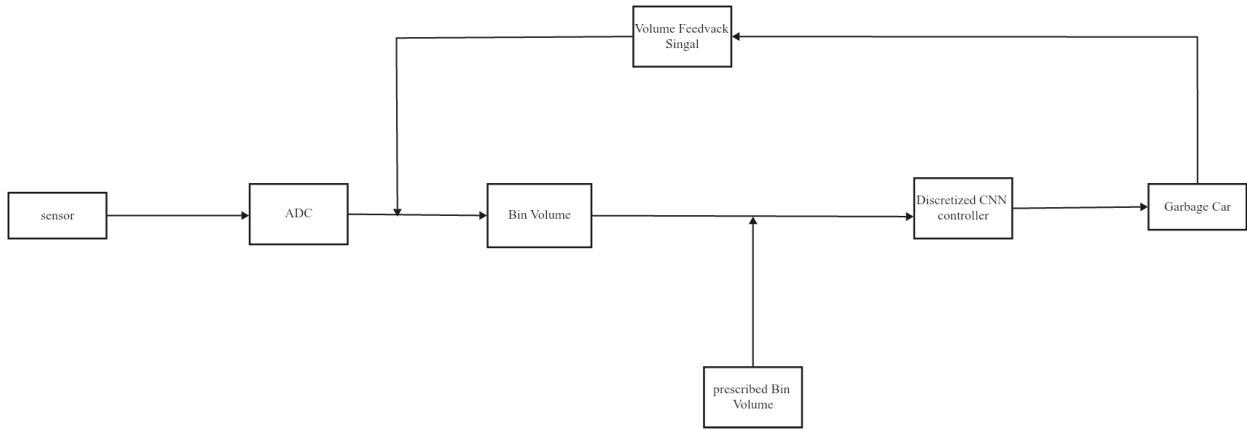 Volume Feedvack
Singal
sensor
ADC
Bin Volume
Discretized CNN
controller
Garbage Car
prescribed Bin
Volume